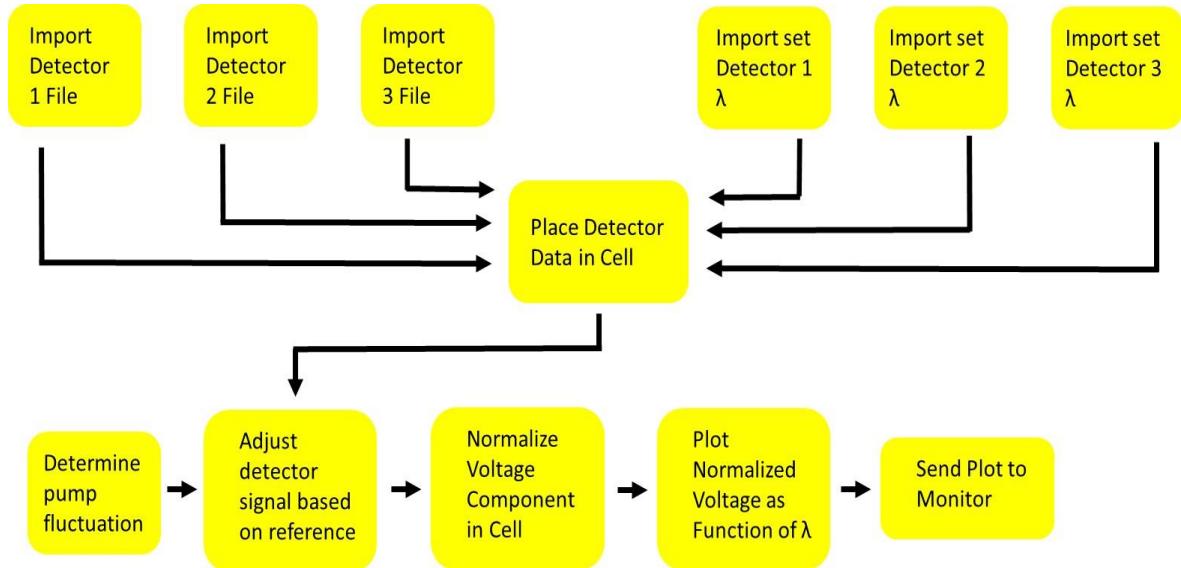 Import
Detector
1 File
Import
Detector
2 File
Import
Detector
3 File
Import set
Detector 1
λ
Import set
Detector 2
λ
Import set
Detector 3
λ
Place Detector
Data in Cell
Determine
pump
fluctuation
Adjust
detector
signal based
on reference
Normalize
Voltage
Component
in Cell
Plot
Normalized
Voltage as
Function of λ
Send Plot to
Monitor